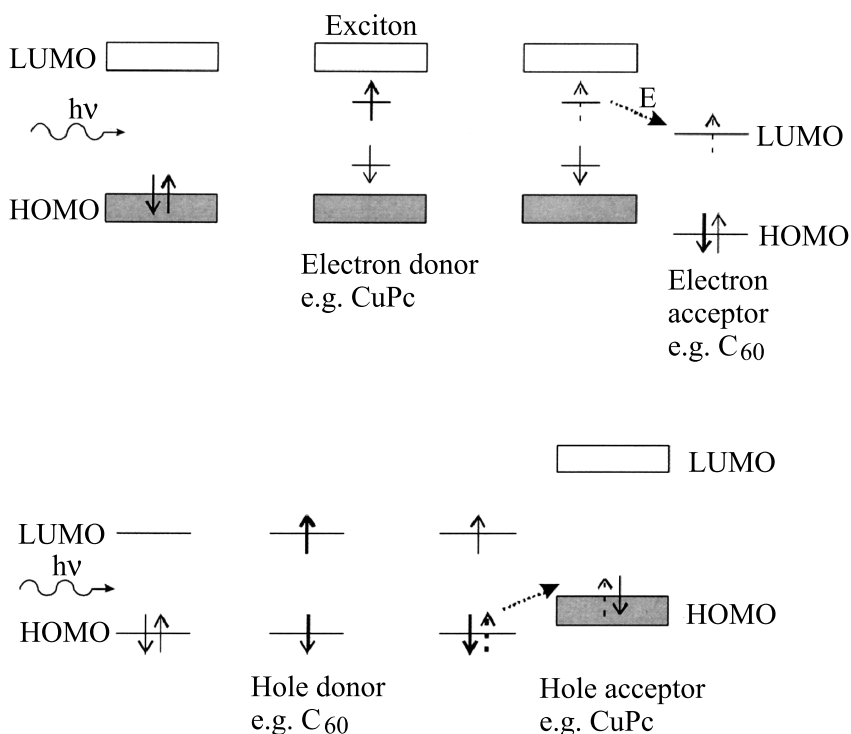 Exciton
LUMO
hν
E
LUMO
HOMO
HOMO
Electron donor
e.g. CuPc
Electron
acceptor
e.g. C60
LUMO
LUMO
hν
HOMO
HOMO
Hole donor
e.g. C60
Hole acceptor
e.g. CuPc